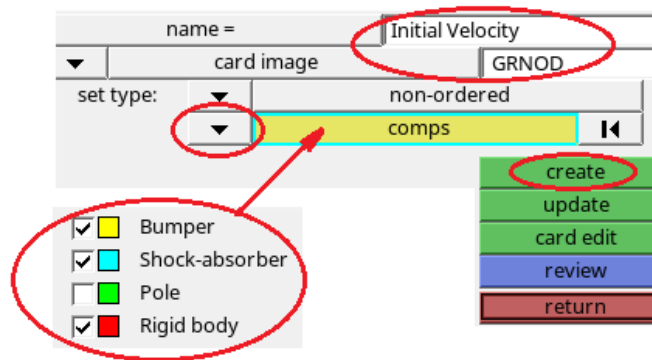 name = Initial Velocity
card image GRNOD
set type: non-ordered
comps
create
update
card edit
review
return
Bumper
Shock-absorber
Pole
Rigid body